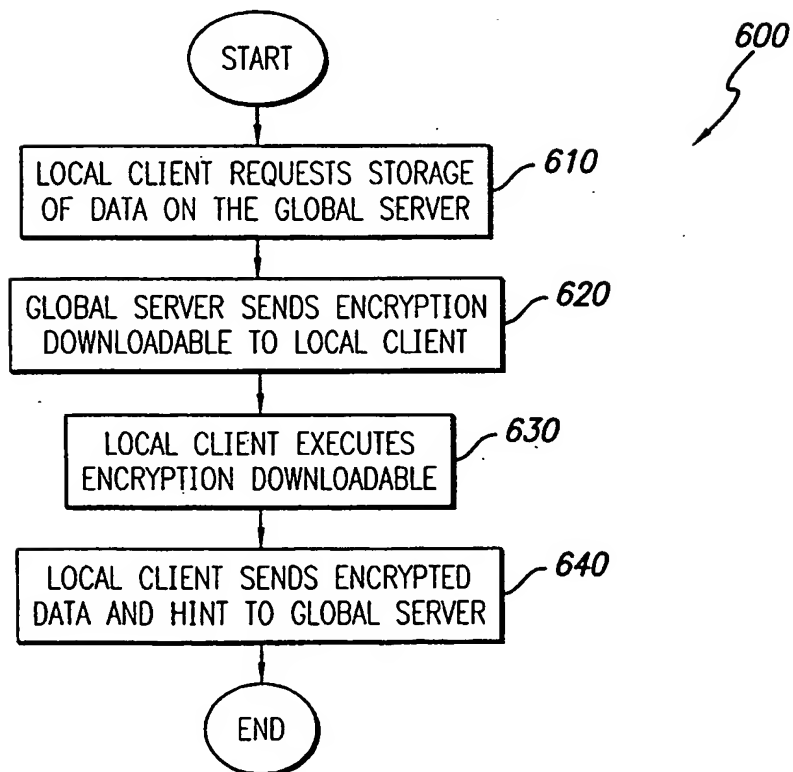 600
START
LOCAL CLIENT REQUESTS STORAGE
OF DATA ON THE GLOBAL SERVER
610
GLOBAL SERVER SENDS ENCRYPTION
DOWNLOADABLE TO LOCAL CLIENT
620
LOCAL CLIENT EXECUTES
ENCRYPTION DOWNLOADABLE
630
LOCAL CLIENT SENDS ENCRYPTED
DATA AND HINT TO GLOBAL SERVER
640
END